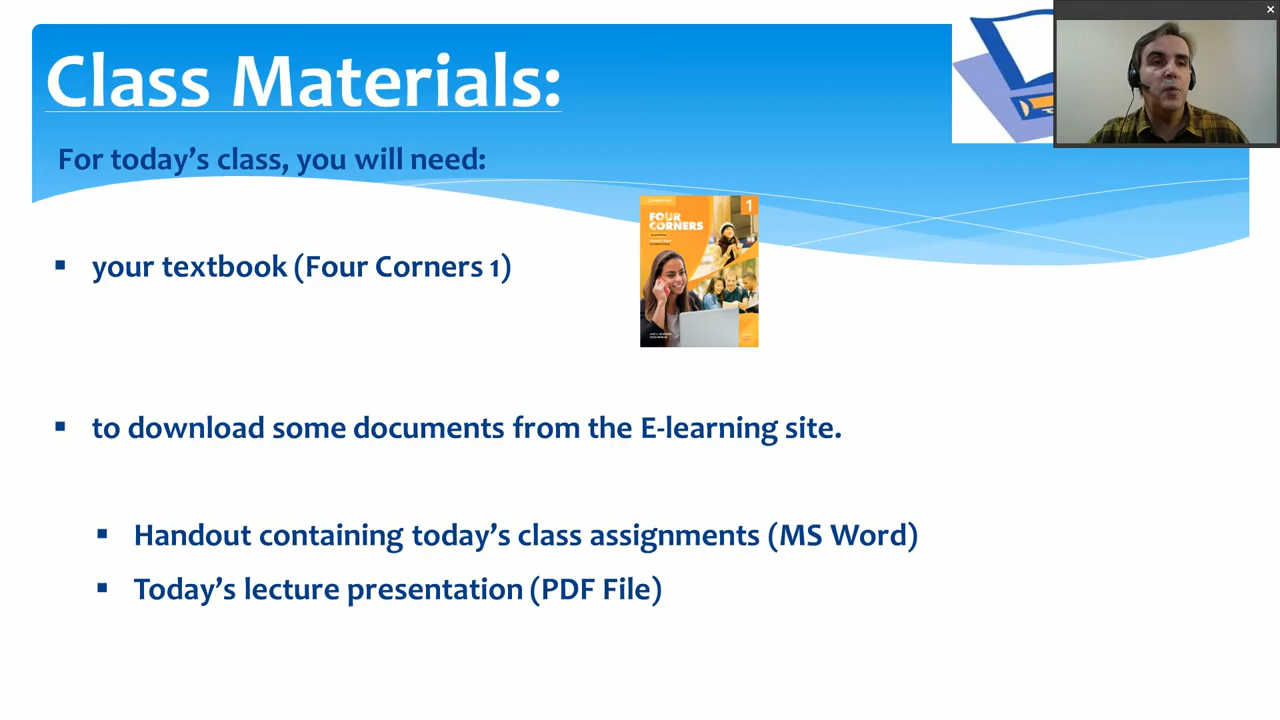 Class Materials:
For today's class, you will need:
▪ your textbook (Four Corners 1)
1
FOUR
CORNERS
▪ to download some documents from the E-learning site.
▪ Handout containing today's class assignments (MS Word)
▪ Today's lecture presentation (PDF File)